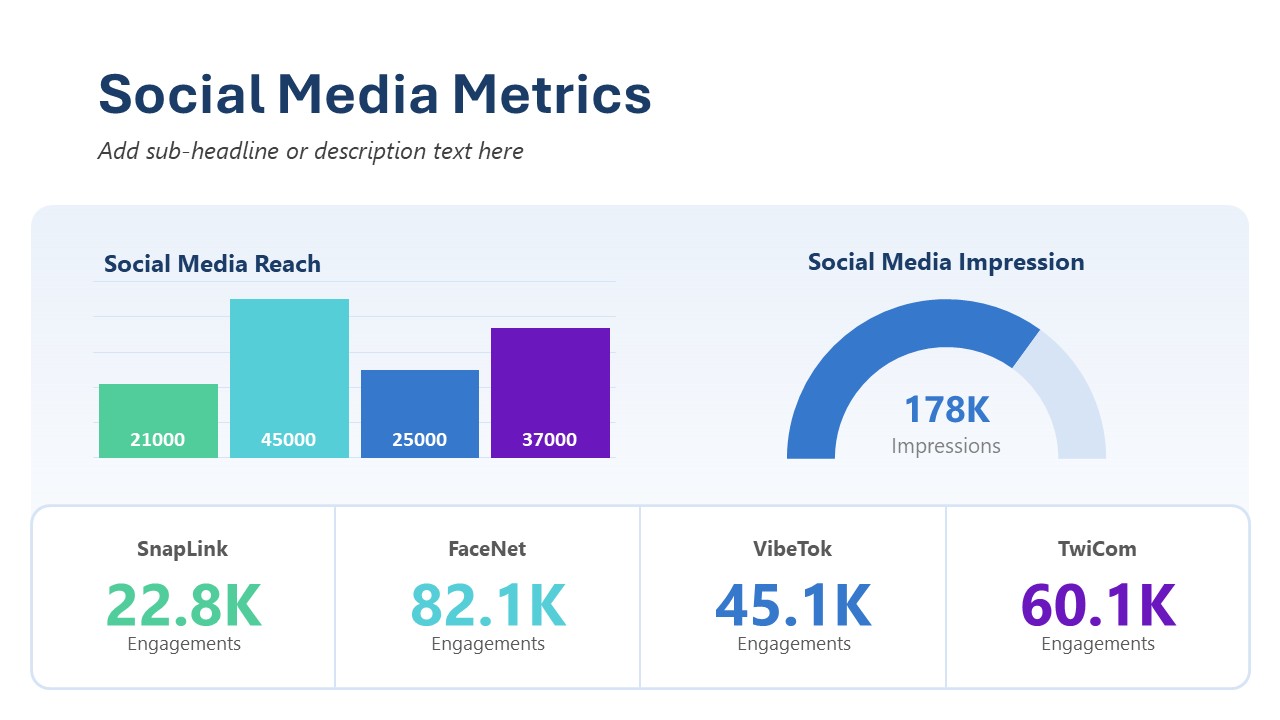 Social Media Metrics
Add sub-headline or description text here
Social Media Reach
21000
45000
25000
37000
Social Media Impression
178K
Impressions
SnapLink
22.8K
Engagements
FaceNet
82.1K
Engagements
VibeTok
45.1K
Engagements
TwiCom
60.1K
Engagements